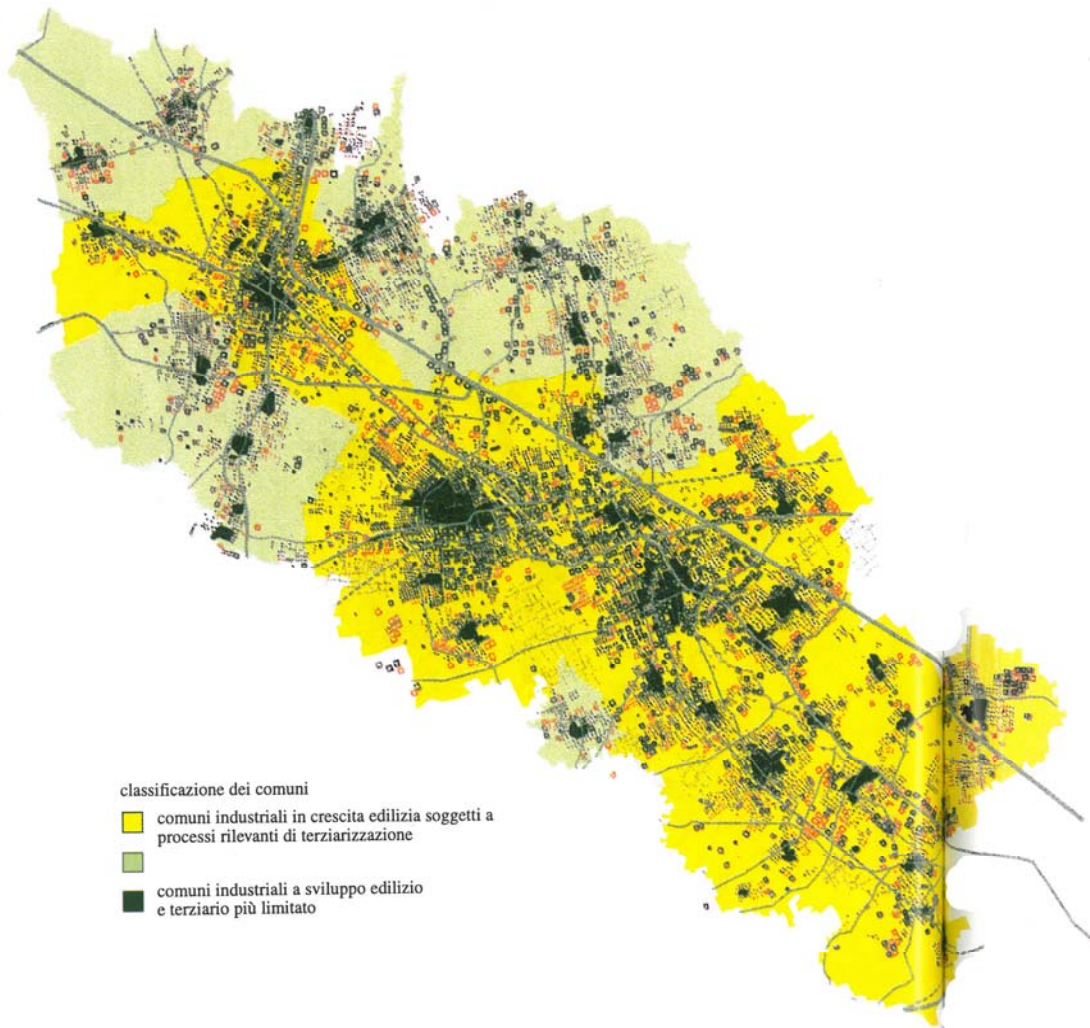 classificazione dei comuni
comuni industriali in crescita edilizia soggetti a
processi rilevanti di terziarizzazione
comuni industriali a sviluppo edilizio
e terziario più limitato